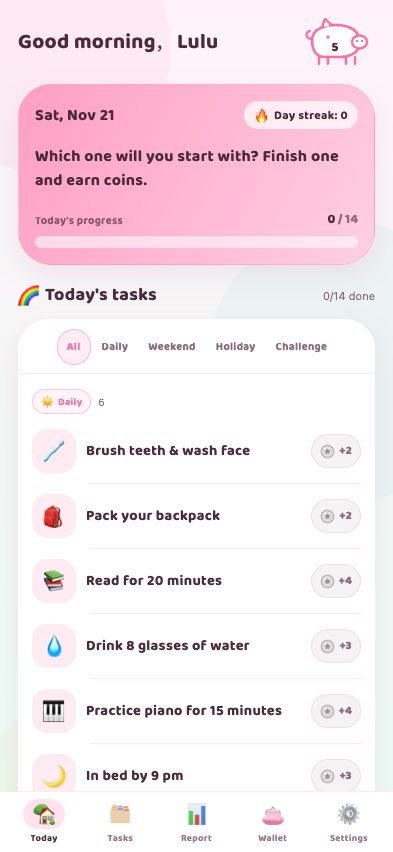 Good morning, Lulu
5
Sat, Nov 21
🔥 Day streak: 0
Which one will you start with? Finish one
and earn coins.
Today's progress
0 / 14
🌈 Today's tasks
0/14 done
All
Daily
Weekend
Holiday
Challenge
☀️ Daily
6
Brush teeth & wash face
+2
Pack your backpack
+2
Read for 20 minutes
+4
Drink 8 glasses of water
+3
Practice piano for 15 minutes
+4
In bed by 9 pm
+3
Today
Tasks
Report
Wallet
Settings